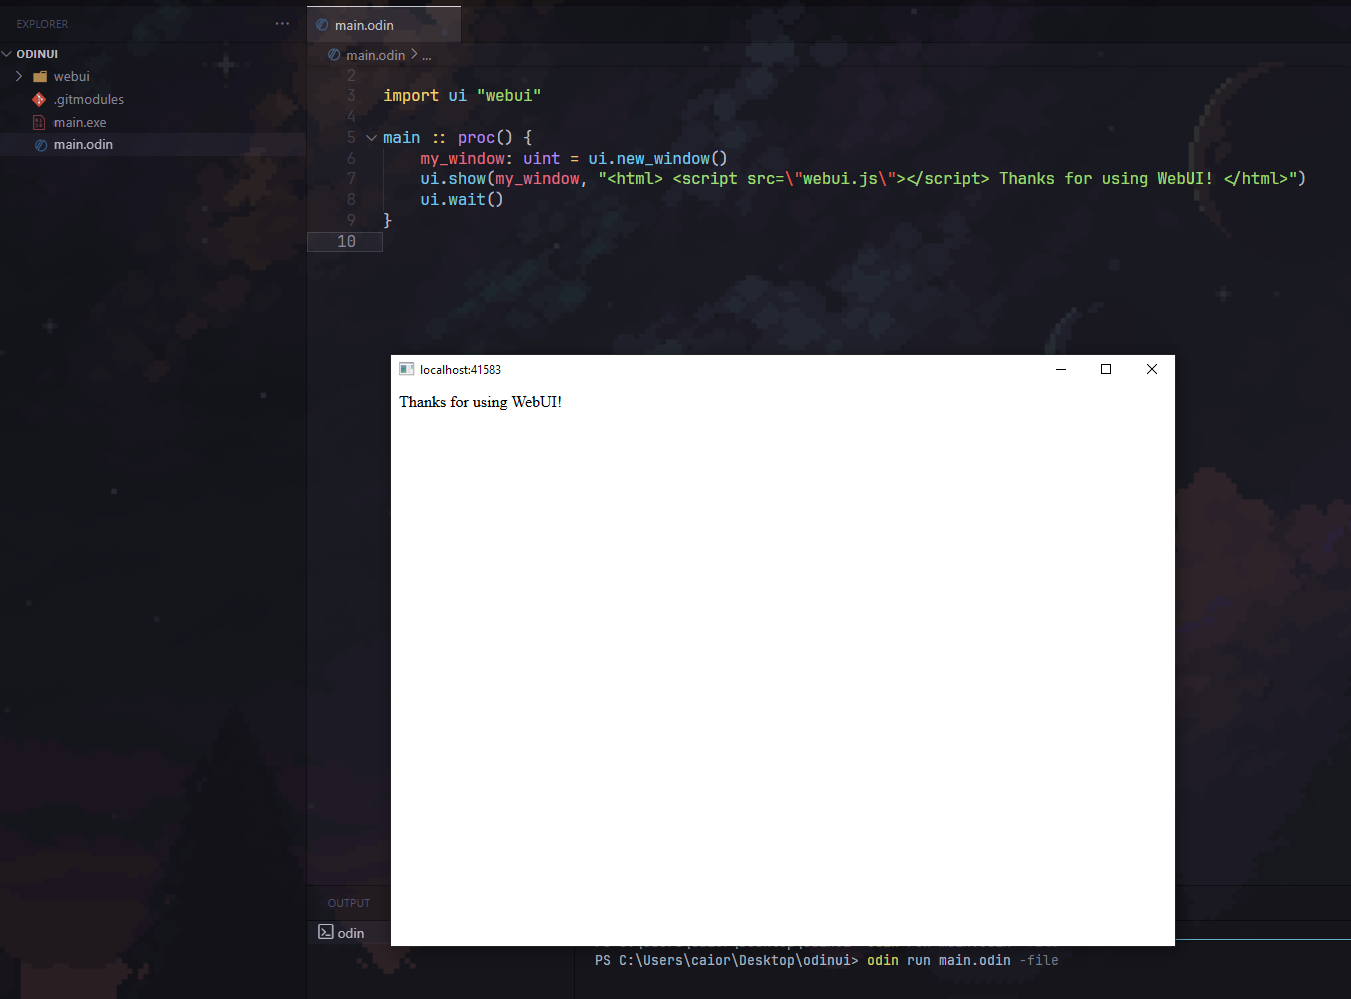 EXPLORER
ODINUI
webui
.gitmodules
main.exe
main.odin
main.odin
main.odin > ...
2
3 import ui "webui"
4
5 main :: proc() {
6 my_window: uint = ui.new_window()
7 ui.show(my_window, "<html> <script src=\"webui.js\"></script> Thanks for using WebUI! </html>")
8 ui.wait()
9 }
10
localhost:41583
Thanks for using WebUI!
OUTPUT
odin
PS C:\Users\caior\Desktop\odinui> odin run main.odin -file